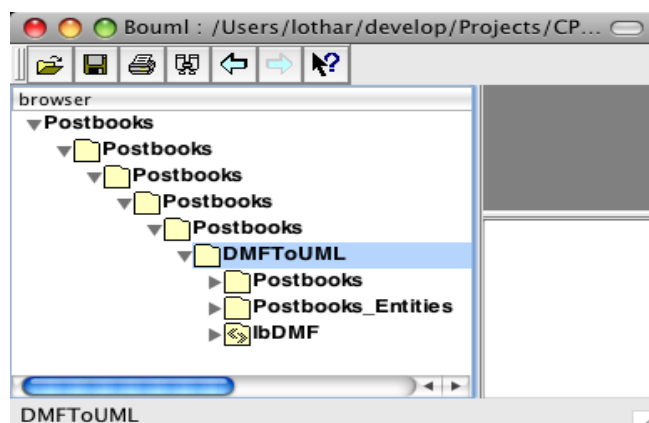 Bouml : /Users/lothar/develop/Projects/CP...
browser
Postbooks
Postbooks
Postbooks
Postbooks
Postbooks
DMFToUML
Postbooks
Postbooks_Entities
lbDMF
DMFToUML